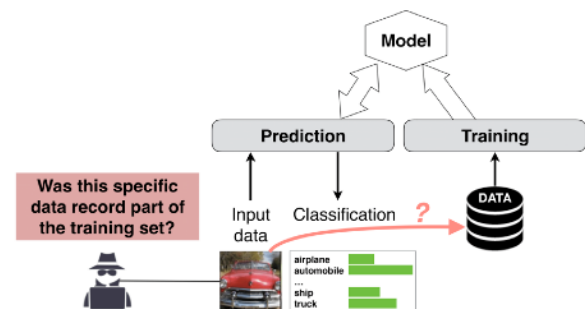 Model
Prediction
Training
Was this specific
data record part of
the training set?
Input
data
Classification
?
DATA
airplane
automobile
...
ship
truck